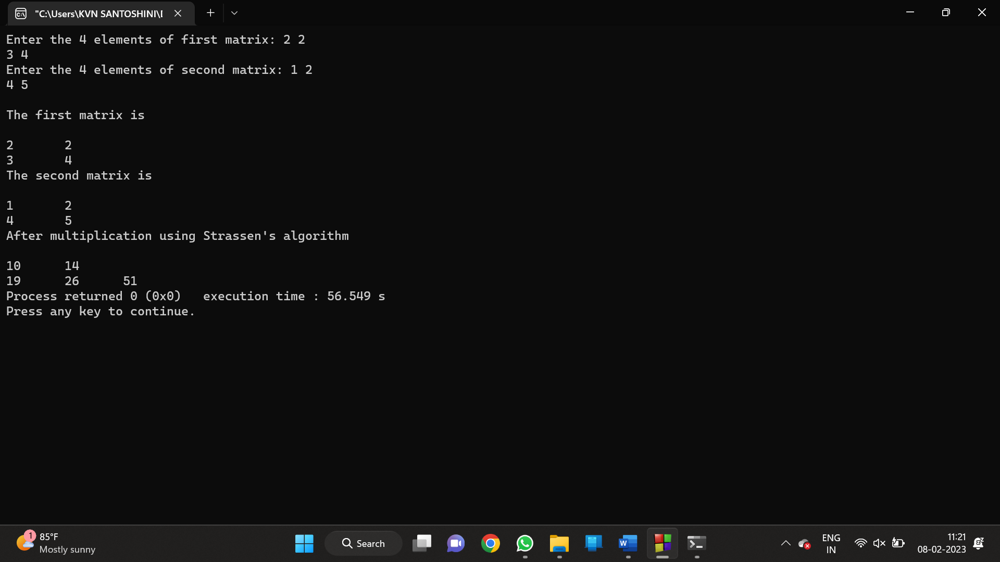 "C:\Users\KVN SANTOSHINI\I
Enter the 4 elements of first matrix: 2 2
3 4
Enter the 4 elements of second matrix: 1 2
4 5
The first matrix is
2 2
3 4
The second matrix is
1 2
4 5
After multiplication using Strassen's algorithm
10 14
19 26 51
Process returned 0 (0x0) execution time : 56.549 s
Press any key to continue.
1
85°F
Mostly sunny
Search
W
ENG
IN
11:21
08-02-2023